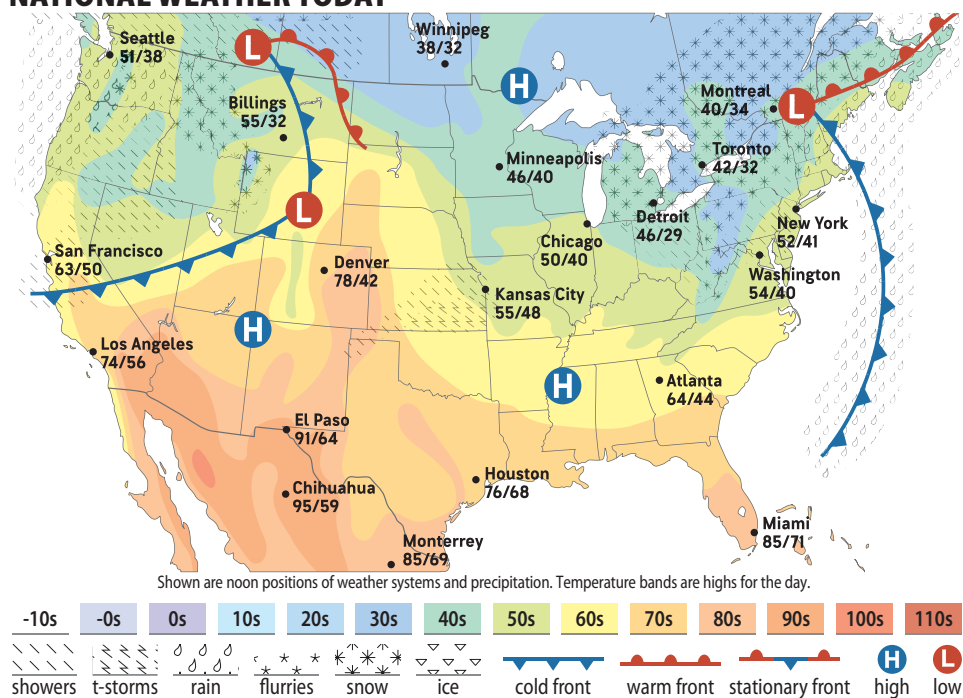 NATIONAL WEATHER TODAY
Seattle
51/38
Winnipeg
38/32
L
H
Billings
55/32
Montreal
40/34
L
Toronto
42/32
Minneapolis
46/40
L
Detroit
46/29
New York
52/41
Chicago
50/40
San Francisco
63/50
Denver
78/42
Washington
54/40
Kansas City
55/48
H
Los Angeles
74/56
H
Atlanta
64/44
El Paso
91/64
Houston
76/68
Chihuahua
95/59
Miami
85/71
Monterrey
85/69
Shown are noon positions of weather systems and precipitation. Temperature bands are highs for the day.
-10s -0s 0s 10s 20s 30s 40s 50s 60s 70s 80s 90s 100s 110s
H L
showers t-storms rain flurries snow ice cold front warm front stationary front high low